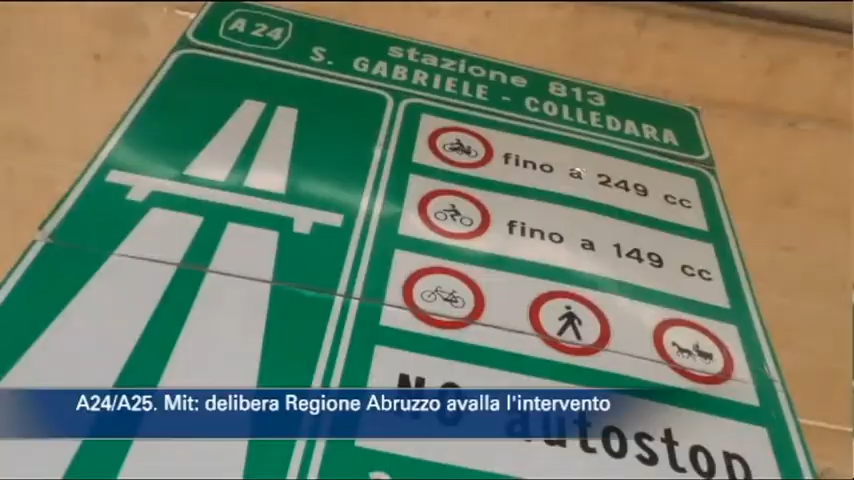 A 24
stazione 813
S. GABRIELE - COLLEDARA
fino a 249 cc
fino a 149 cc
NO autostop
A24/A25. Mit: delibera Regione Abruzzo avalla l'intervento